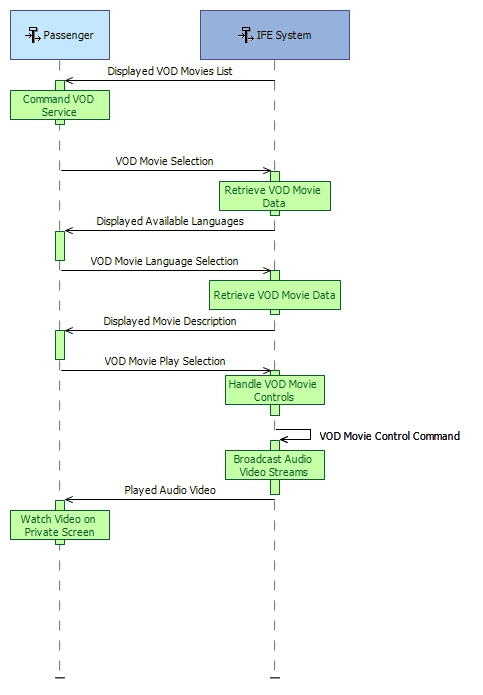 Passenger
IFE System
Displayed VOD Movies List
Command VOD
Service
VOD Movie Selection
Retrieve VOD Movie
Data
Displayed Available Languages
VOD Movie Language Selection
Retrieve VOD Movie Data
Displayed Movie Description
VOD Movie Play Selection
Handle VOD Movie
Controls
VOD Movie Control Command
Broadcast Audio
Video Streams
Played Audio Video
Watch Video on
Private Screen